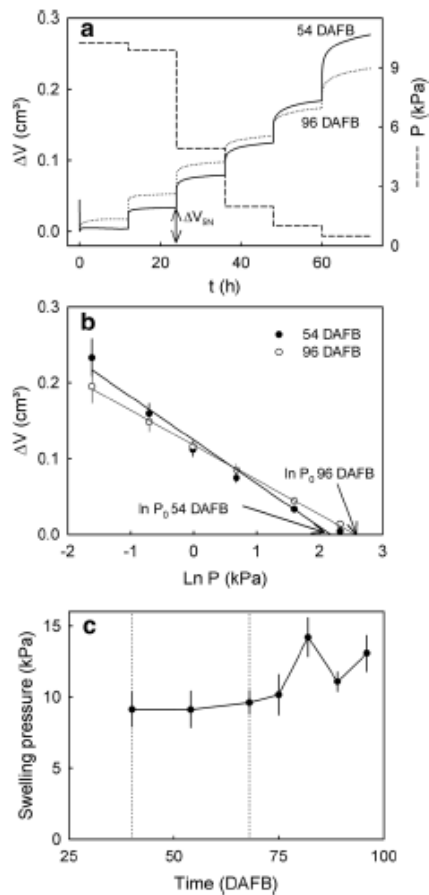 a
54 DAFB
96 DAFB
ΔV_BN
0.3
0.2
0.1
0.0
ΔV (cm³)
9
6
3
0
P (kPa)
0
20
40
60
t (h)
b
54 DAFB
96 DAFB
ln P₀ 96 DAFB
ln P₀ 54 DAFB
0.3
0.2
0.1
0.0
ΔV (cm³)
-2
-1
0
1
2
3
Ln P (kPa)
c
15
10
5
0
Swelling pressure (kPa)
25
50
75
100
Time (DAFB)